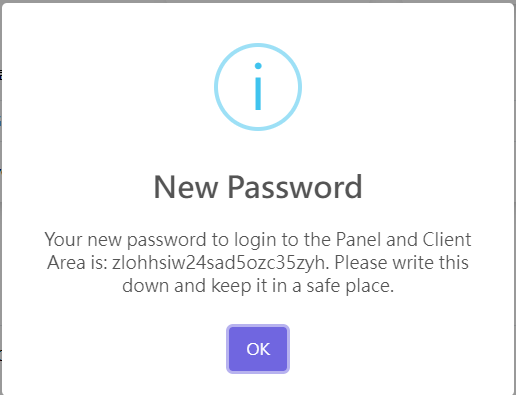 New Password
Your new password to login to the Panel and Client
Area is: zlohhsiw24sad5ozc35zyh. Please write this
down and keep it in a safe place.
OK